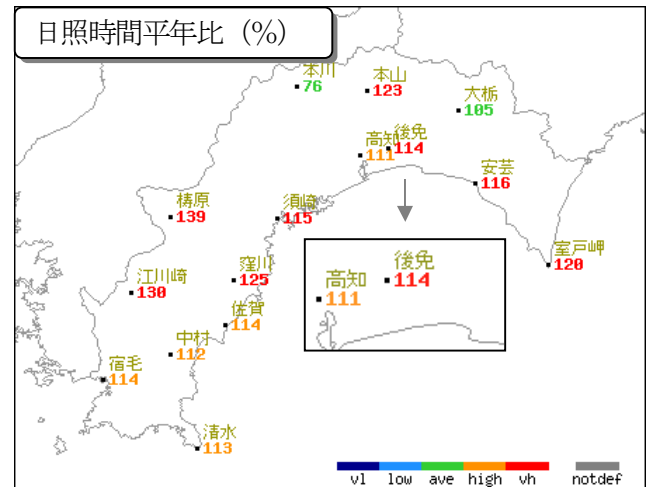 日照時間平年比 (%)
本川
76
本山
123
大栃
105
高知
111
後免
114
安芸
116
梼原
139
須崎
115
室戸岬
120
江川崎
130
窪川
125
佐賀
114
中村
112
宿毛
114
清水
113
高知
111
後免
114
vl low ave high vh notdef